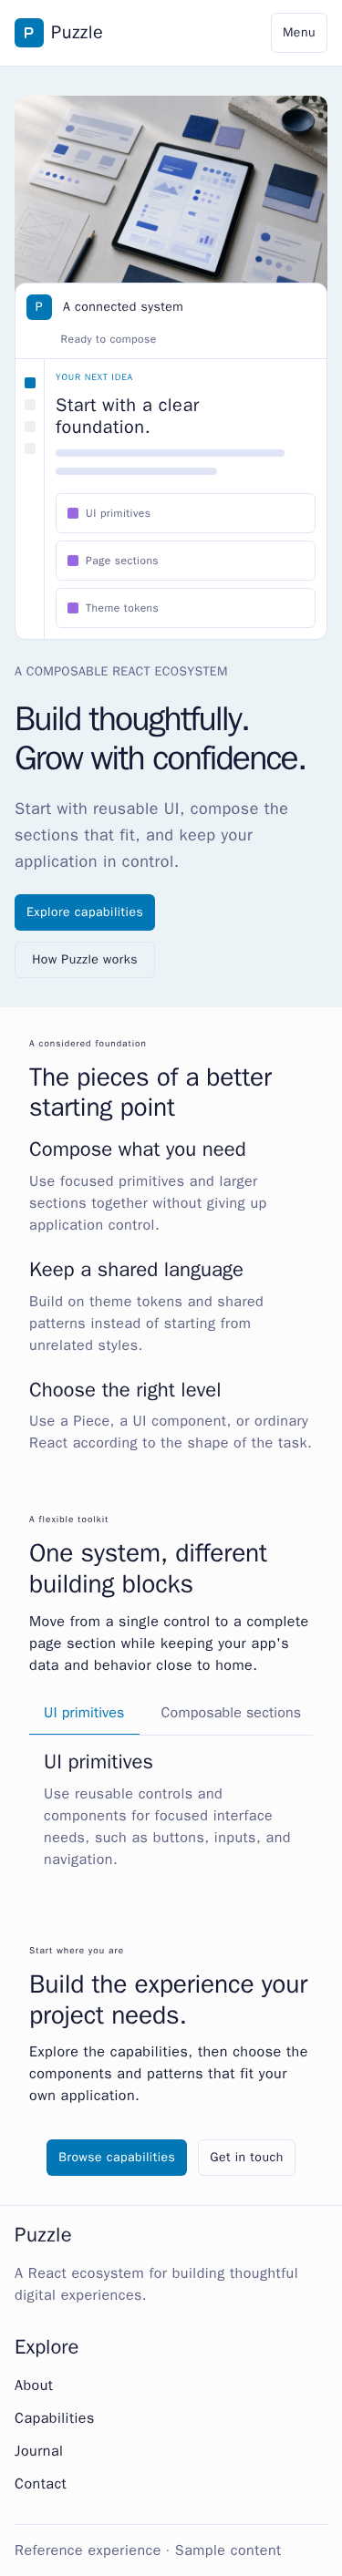 P Puzzle
Menu
P A connected system
Ready to compose
YOUR NEXT IDEA
Start with a clear
foundation.
UI primitives
Page sections
Theme tokens
A COMPOSABLE REACT ECOSYSTEM
Build thoughtfully.
Grow with confidence.
Start with reusable UI, compose the
sections that fit, and keep your
application in control.
Explore capabilities
How Puzzle works
A considered foundation
The pieces of a better
starting point
Compose what you need
Use focused primitives and larger
sections together without giving up
application control.
Keep a shared language
Build on theme tokens and shared
patterns instead of starting from
unrelated styles.
Choose the right level
Use a Piece, a UI component, or ordinary
React according to the shape of the task.
A flexible toolkit
One system, different
building blocks
Move from a single control to a complete
page section while keeping your app's
data and behavior close to home.
UI primitives
Composable sections
UI primitives
Use reusable controls and
components for focused interface
needs, such as buttons, inputs, and
navigation.
Start where you are
Build the experience your
project needs.
Explore the capabilities, then choose the
components and patterns that fit your
own application.
Browse capabilities
Get in touch
Puzzle
A React ecosystem for building thoughtful
digital experiences.
Explore
About
Capabilities
Journal
Contact
Reference experience · Sample content